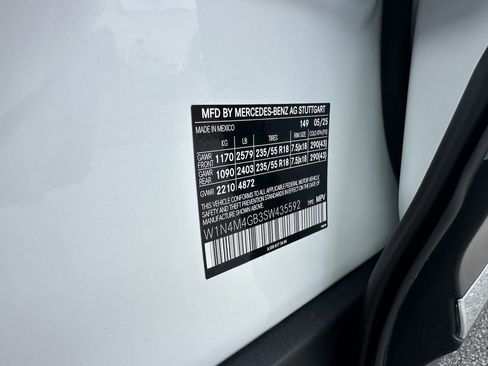 MFD BY MERCEDES-BENZ AG STUTTGART
MADE IN MEXICO 149 05/25
KG LB TIRES RIM SIZE COLD KPA(PSI)
GAWR FRONT 1170 2579 235/55 R18 7.5Jx18 290(43)
GAWR REAR 1090 2403 235/55 R18 7.5Jx18 290(43)
GVWR 2210 4872
THIS VEHICLE CONFORMS TO ALL APPLICABLE FEDERAL MOTOR VEHICLE
SAFETY AND THEFT PREVENTION STANDARDS IN EFFECT ON THE DATE OF
MANUFACTURE SHOWN ABOVE.
W1N4M4GB3SW435592 TYPE: MPV